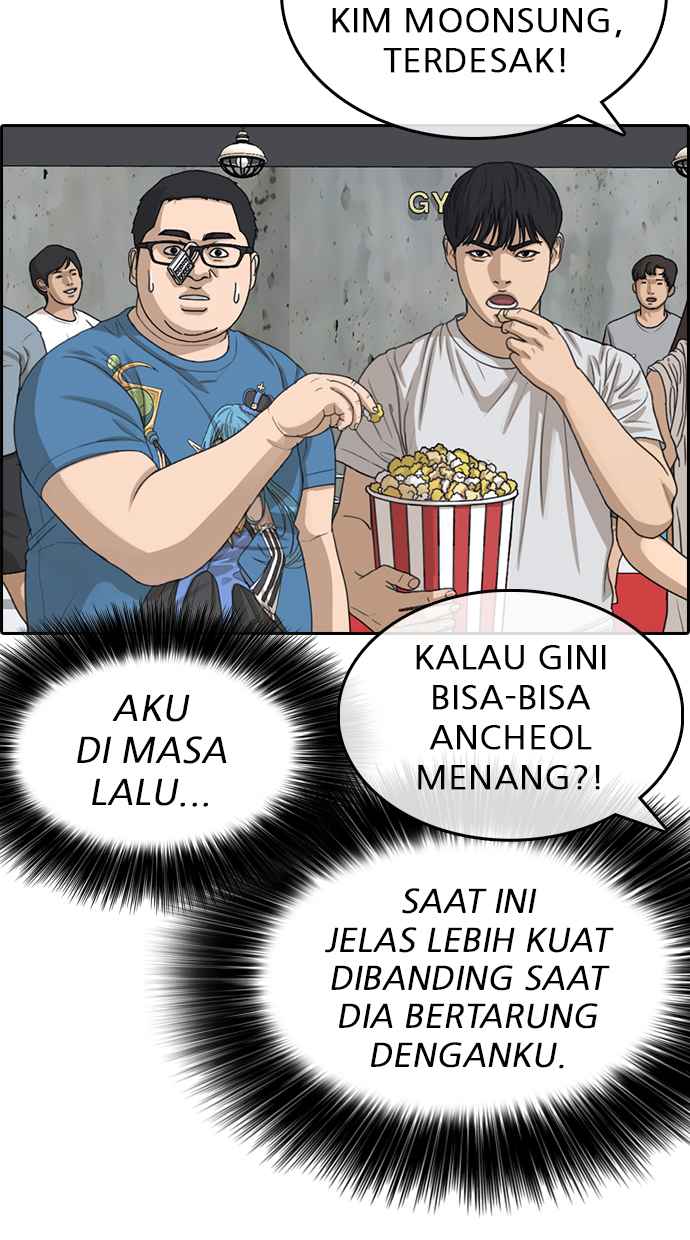 KIM MOONSUNG,
TERDESAK!
GY
KALAU GINI
BISA-BISA
ANCHEOL
MENANG?!
AKU
DI MASA
LALU...
SAAT INI
JELAS LEBIH KUAT
DIBANDING SAAT
DIA BERTARUNG
DENGANKU.